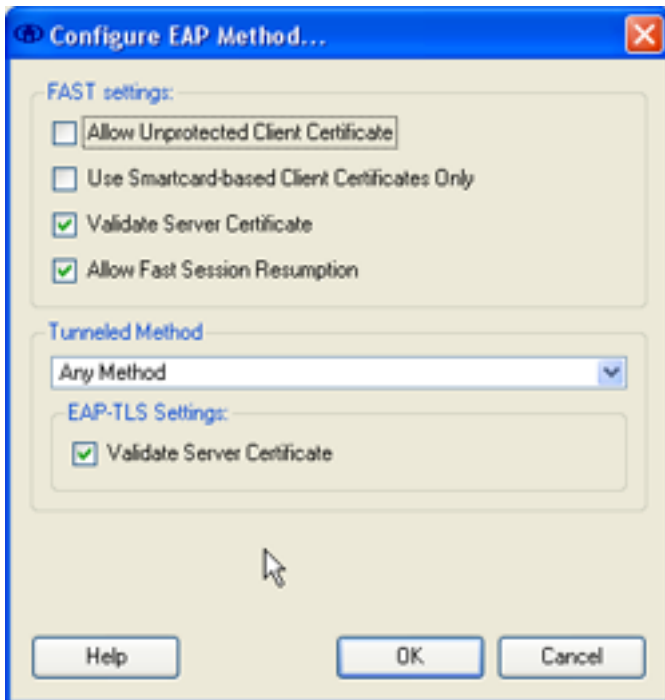 Configure EAP Method...
FAST settings:
Allow Unprotected Client Certificate
Use Smartcard-based Client Certificates Only
Validate Server Certificate
Allow Fast Session Resumption
Tunneled Method
Any Method
EAP-TLS Settings:
Validate Server Certificate
Help OK Cancel